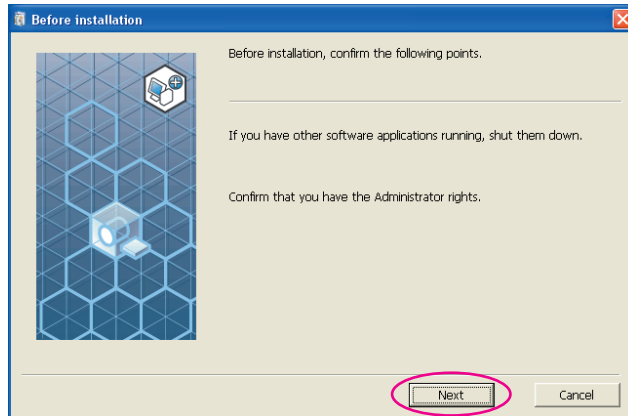 Before installation
Before installation, confirm the following points.
If you have other software applications running, shut them down.
Confirm that you have the Administrator rights.
Next
Cancel